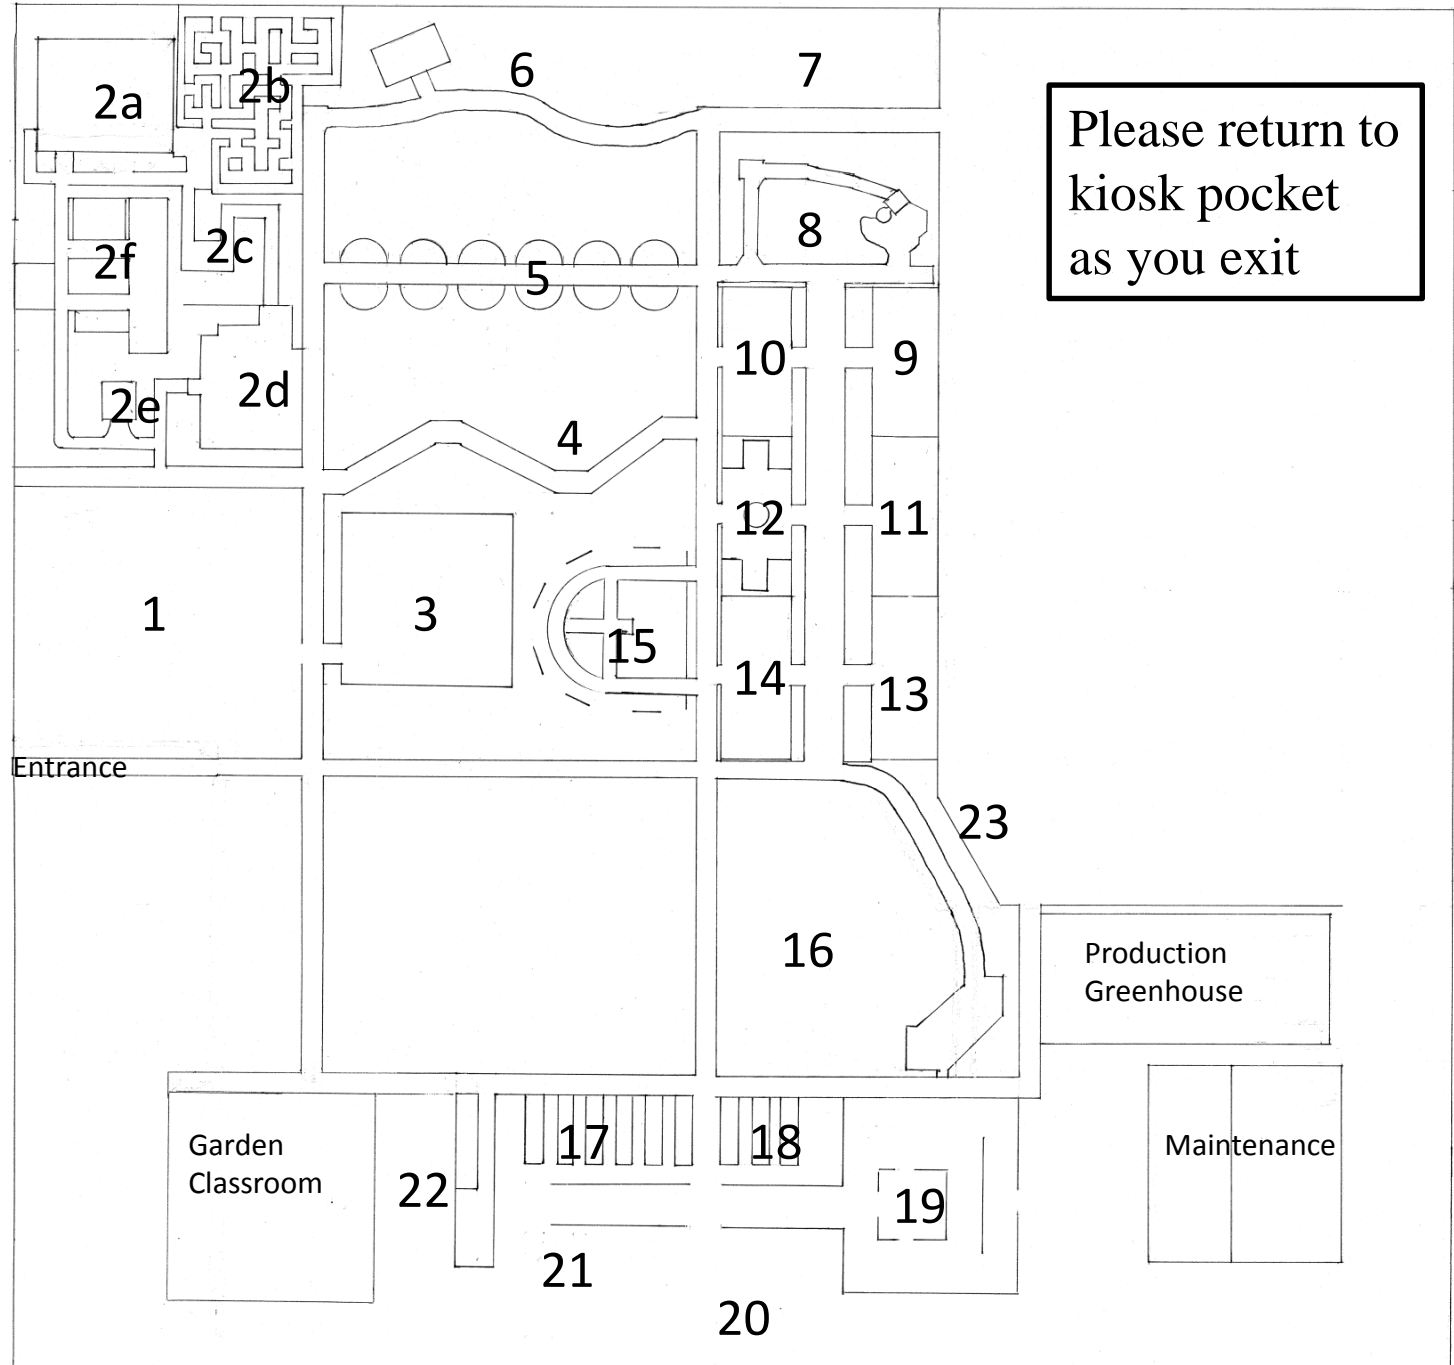 6
7
2a
2b
Please return to
kiosk pocket
as you exit
8
2f
2c
5
10
9
2d
2e
4
12
11
1
3
15
14
13
Entrance
23
16
Production
Greenhouse
Garden
Classroom
17
18
Maintenance
22
19
21
20